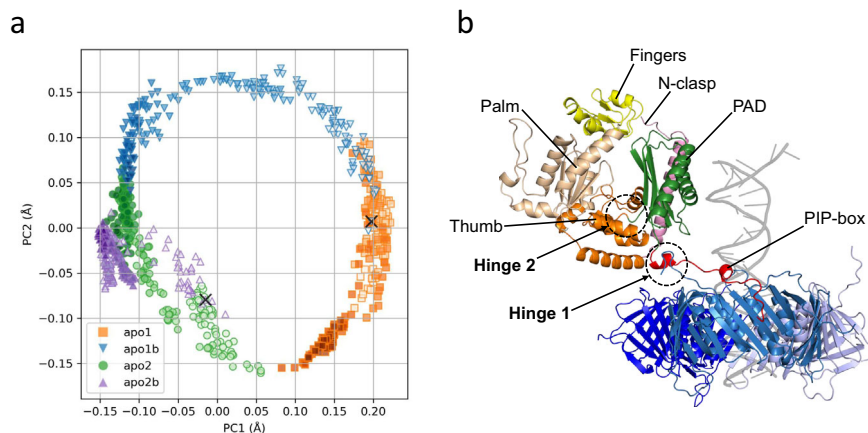 a
b
0.15
0.10
0.05
0.00
−0.05
−0.10
−0.15
PC2 (Å)
−0.15 −0.10 −0.05 0.00 0.05 0.10 0.15 0.20
PC1 (Å)
apo1
apo1b
apo2
apo2b
Fingers
N-clasp
Palm
PAD
Thumb
PIP-box
Hinge 2
Hinge 1